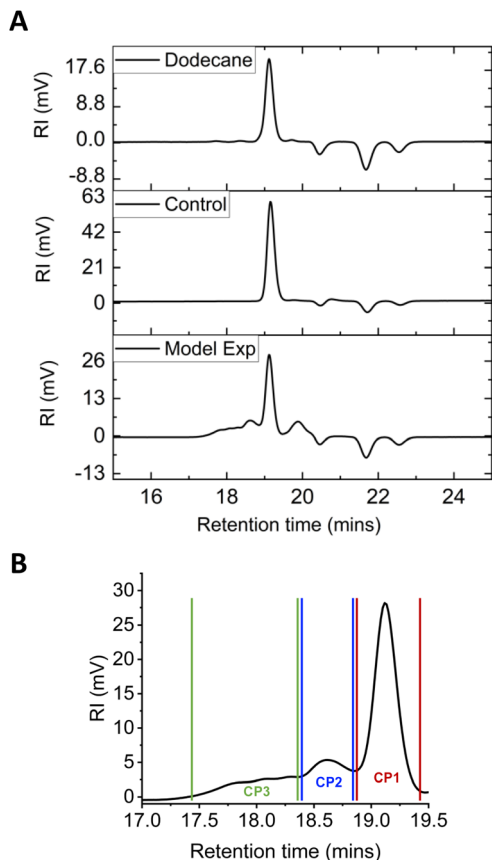 A
Dodecane
RI (mV)
17.6
8.8
0.0
-8.8
Control
RI (mV)
63
42
21
0
Model Exp
RI (mV)
26
13
0
-13
16 18 20 22 24
Retention time (mins)
B
RI (mV)
30
25
20
15
10
5
0
CP3 CP2 CP1
17.0 17.5 18.0 18.5 19.0 19.5
Retention time (mins)